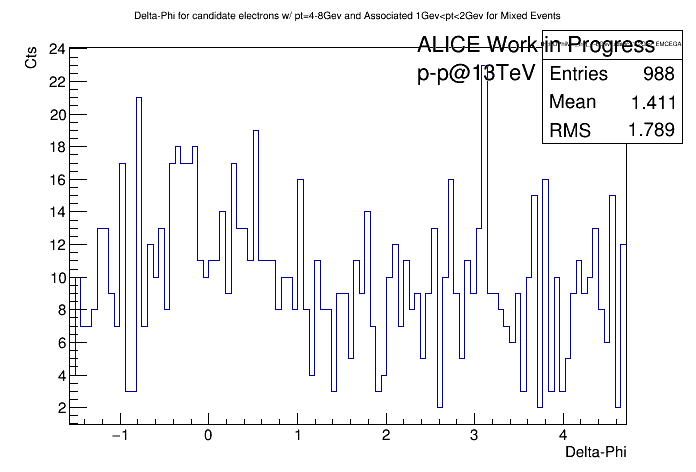 Delta-Phi for candidate electrons w/ pt=4-8Gev and Associated 1Gev<pt<2Gev for Mixed Events
ALICE Work in Progress
p-p@13TeV
EMCEGA
Entries 988
Mean 1.411
RMS 1.789
Cts
24
22
20
18
16
14
12
10
8
6
4
2
−1 0 1 2 3 4
Delta-Phi